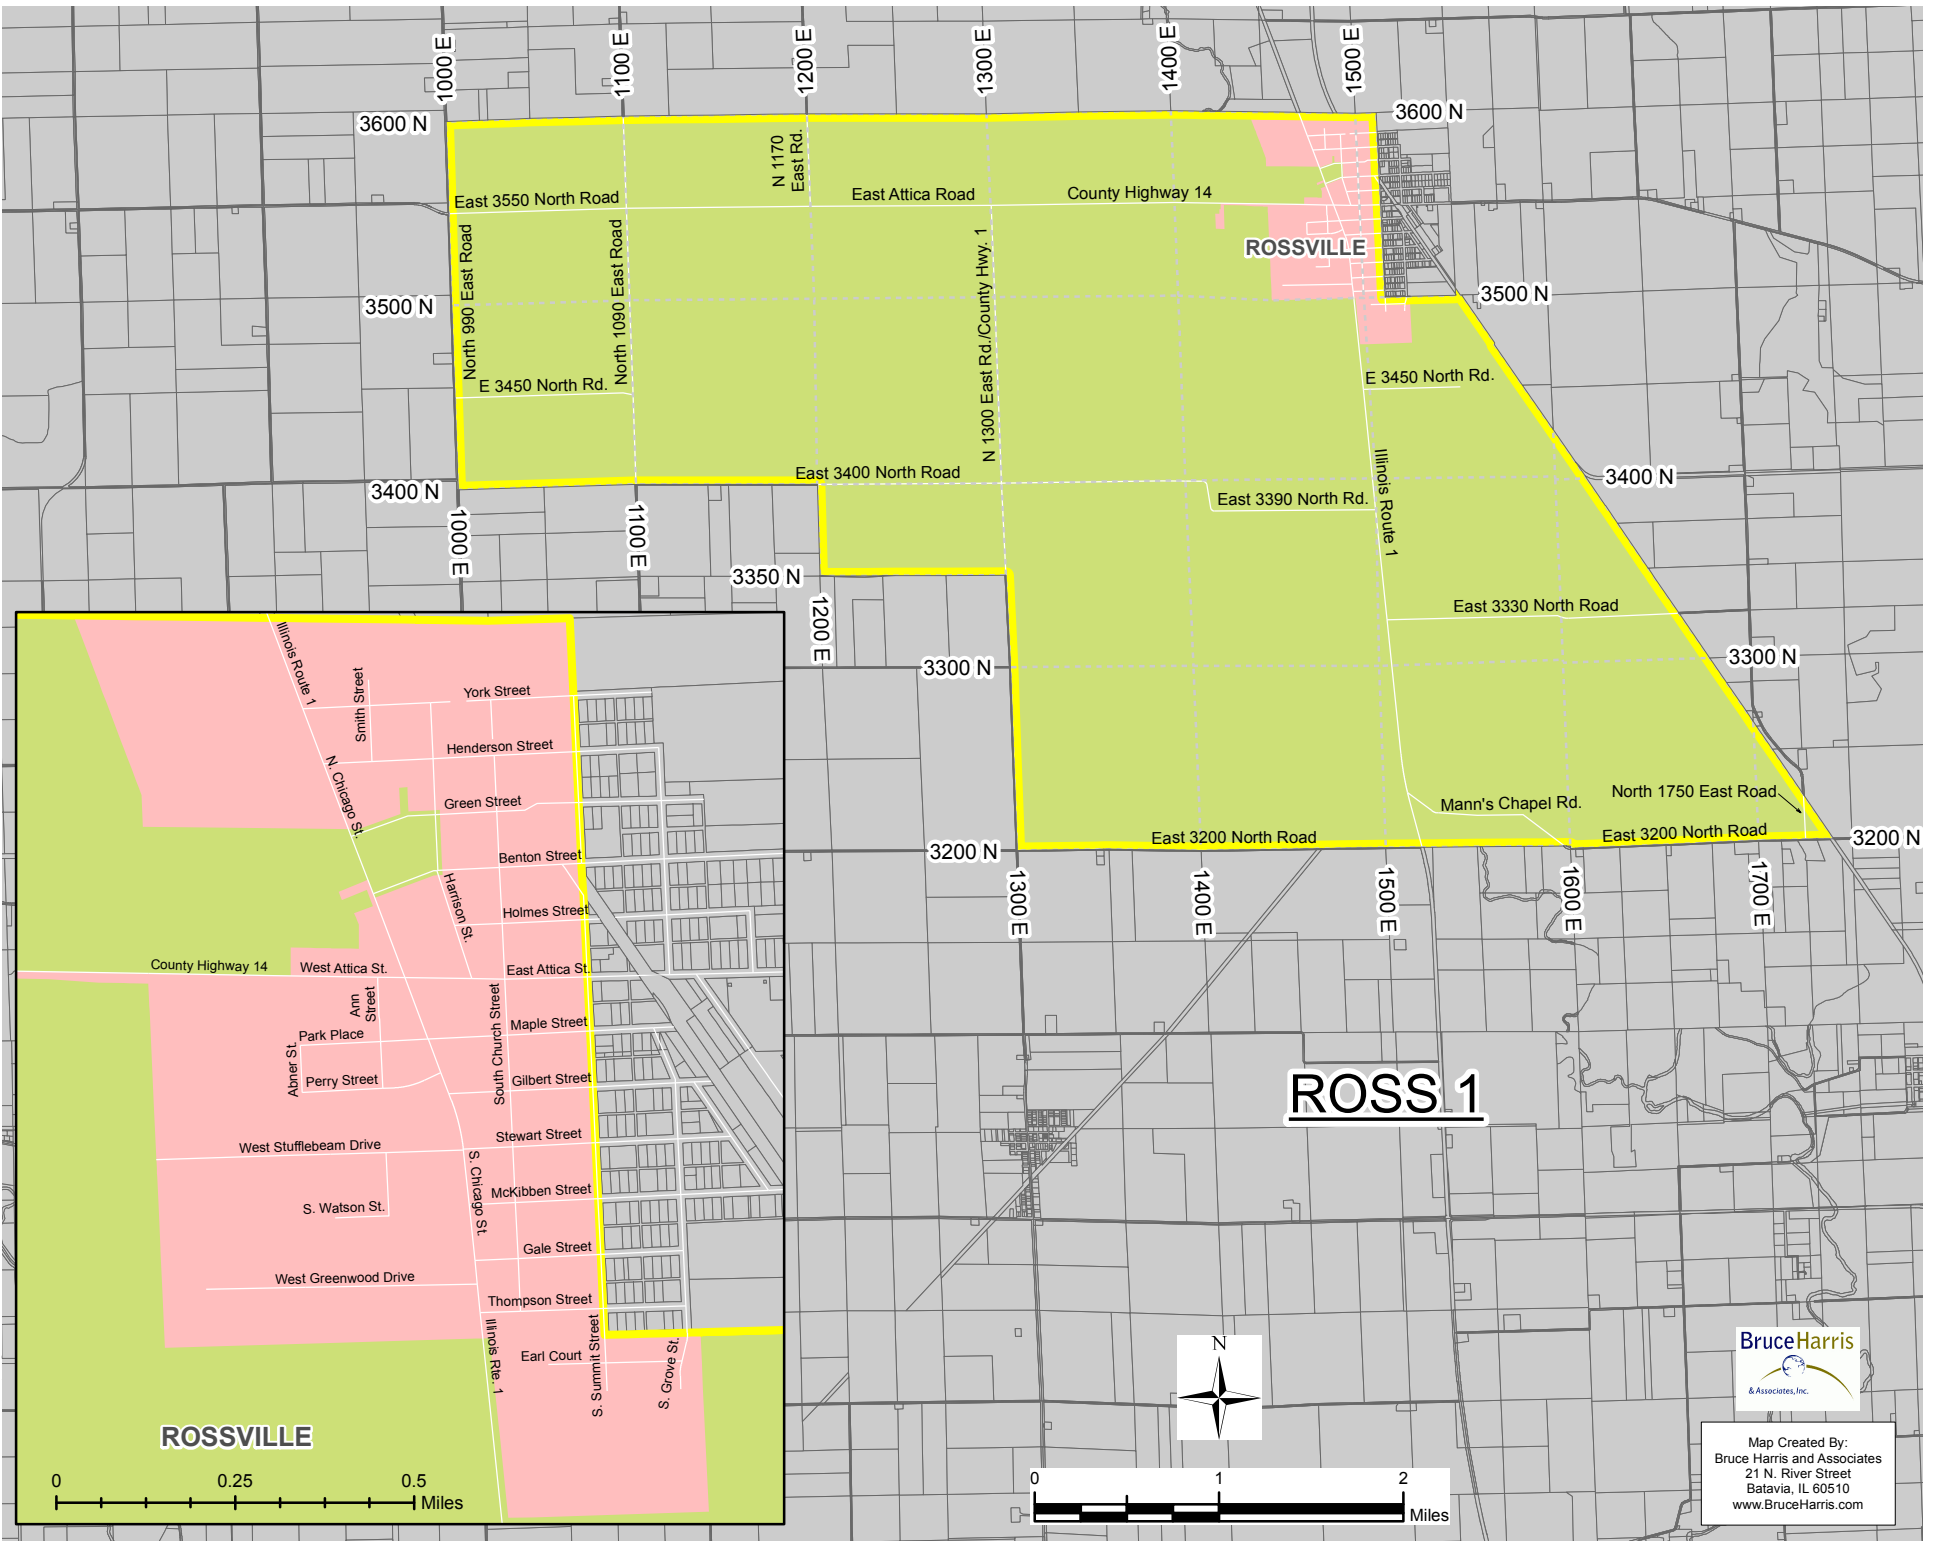 1000 E
1100 E
1200 E
1300 E
1400 E
1500 E
3600 N
3600 N
N 1170
East Rd.
East 3550 North Road
East Attica Road
County Highway 14
North 990 East Road
North 1090 East Road
N 1300 East Rd./County Hwy. 1
ROSSVILLE
3500 N
3500 N
E 3450 North Rd.
E 3450 North Rd.
East 3400 North Road
3400 N
3400 N
East 3390 North Rd.
Illinois Route 1
1000 E
1100 E
3350 N
1200 E
East 3330 North Road
3300 N
3300 N
North 1750 East Road
Mann's Chapel Rd.
East 3200 North Road
East 3200 North Road
3200 N
3200 N
1300 E
1400 E
1500 E
1600 E
1700 E
Illinois Route 1
Smith Street
York Street
Henderson Street
N. Chicago St.
Green Street
Benton Street
Harrison St.
Holmes Street
County Highway 14
West Attica St.
East Attica St.
Ann
Street
South Church Street
Maple Street
Park Place
Abner St.
Perry Street
Gilbert Street
Stewart Street
West Stufflebeam Drive
S. Chicago St.
McKibben Street
S. Watson St.
Gale Street
West Greenwood Drive
Thompson Street
Illinois Rte. 1
Earl Court
S. Summit Street
S. Grove St.
ROSSVILLE
0 0.25 0.5
Miles
ROSS 1
N
0 1 2
Miles
BruceHarris
& Associates, Inc.
Map Created By:
Bruce Harris and Associates
21 N. River Street
Batavia, IL 60510
www.BruceHarris.com